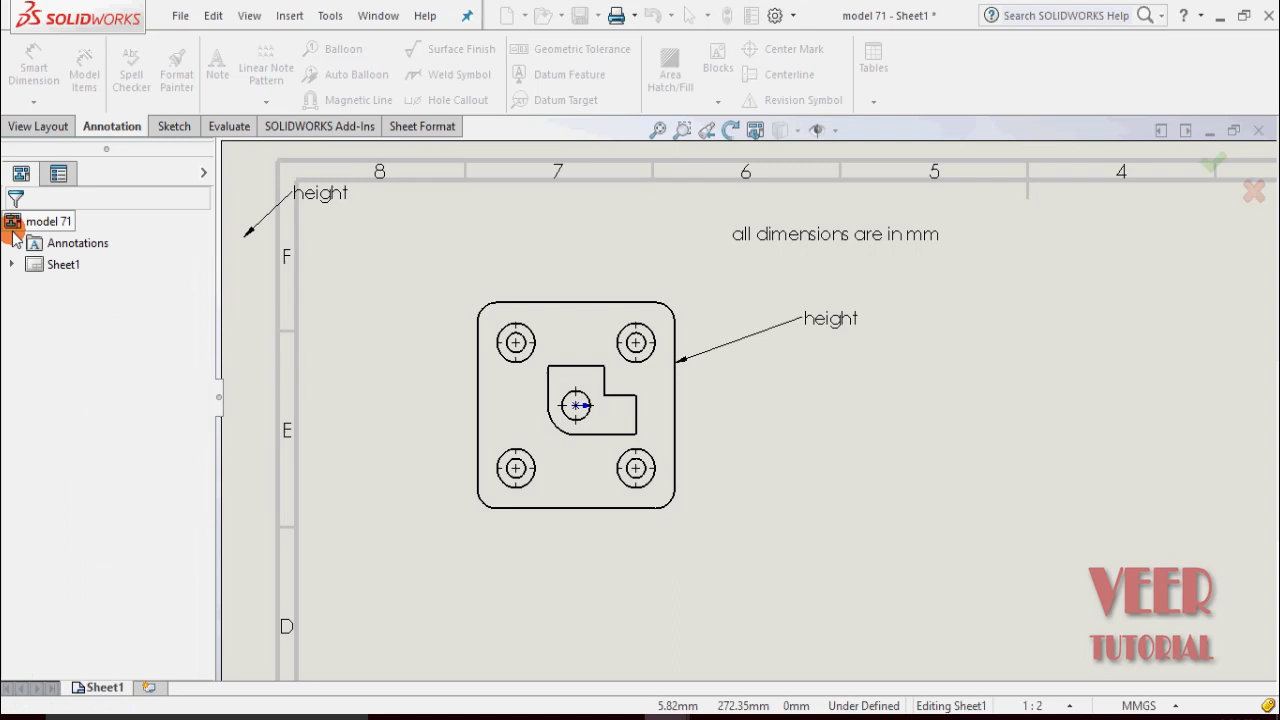 SOLIDWORKS
File Edit View Insert Tools Window Help
model 71 - Sheet1 *
Search SOLIDWORKS Help
?
Smart Dimension
Model Items
Spell Checker
Format Painter
Note
Linear Note Pattern
Balloon
Auto Balloon
Magnetic Line
Surface Finish
Weld Symbol
Hole Callout
Geometric Tolerance
Datum Feature
Datum Target
Area Hatch/Fill
Blocks
Center Mark
Centerline
Revision Symbol
Tables
View Layout Annotation Sketch Evaluate SOLIDWORKS Add-Ins Sheet Format
model 71
Annotations
Sheet1
8 7 6 5 4
height
all dimensions are in mm
F
height
E
D
VEER
TUTORIAL
Sheet1
5.82mm 272.35mm 0mm Under Defined Editing Sheet1 1 : 2 MMGS